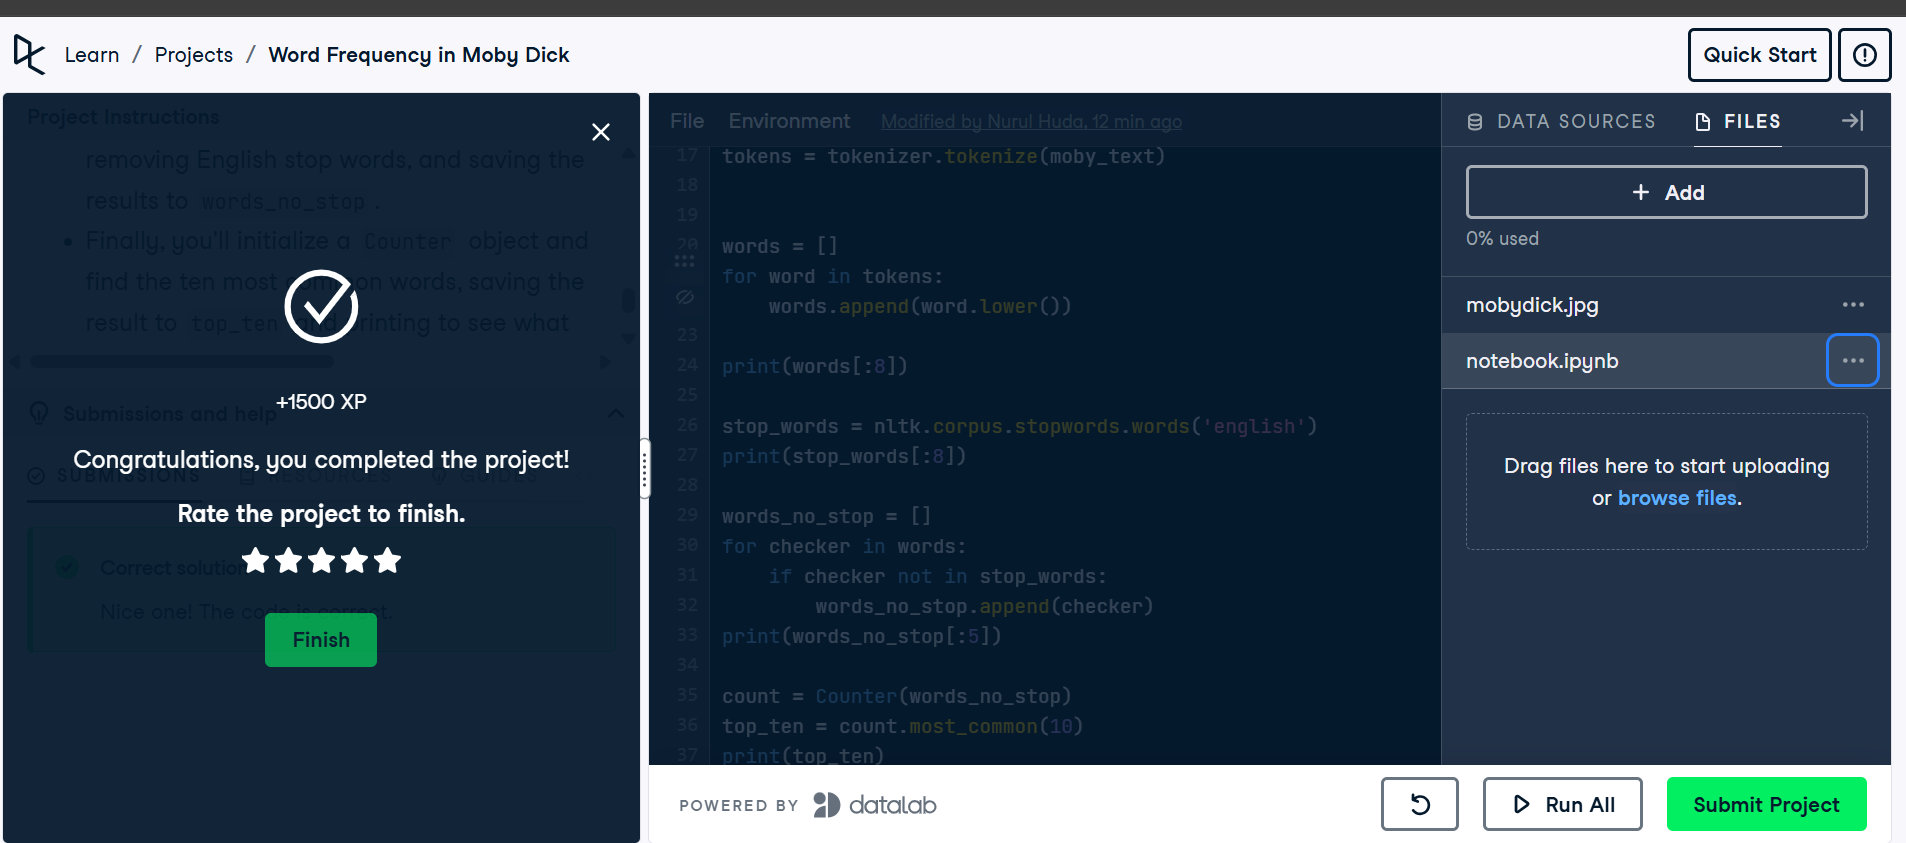 Learn / Projects / Word Frequency in Moby Dick
Quick Start
Project Instructions
removing English stop words, and saving the
results to words_no_stop .
• Finally, you'll initialize a Counter object and
find the ten most common words, saving the
result to top_ten and printing to see what
+1500 XP
Submissions and help
Congratulations, you completed the project!
SUBMISSIONS RESOURCES GUIDES
Rate the project to finish.
Correct solution
Nice one! The code is correct.
Finish
File Environment Modified by Nurul Huda, 12 min ago
17 tokens = tokenizer.tokenize(moby_text)
18
19
20 words = []
for word in tokens:
words.append(word.lower())
23
24 print(words[:8])
25
26 stop_words = nltk.corpus.stopwords.words('english')
27 print(stop_words[:8])
28
29 words_no_stop = []
30 for checker in words:
31 if checker not in stop_words:
32 words_no_stop.append(checker)
33 print(words_no_stop[:5])
34
35 count = Counter(words_no_stop)
36 top_ten = count.most_common(10)
37 print(top_ten)
DATA SOURCES FILES
+ Add
0% used
mobydick.jpg
notebook.ipynb
Drag files here to start uploading
or browse files.
POWERED BY datalab
Run All
Submit Project